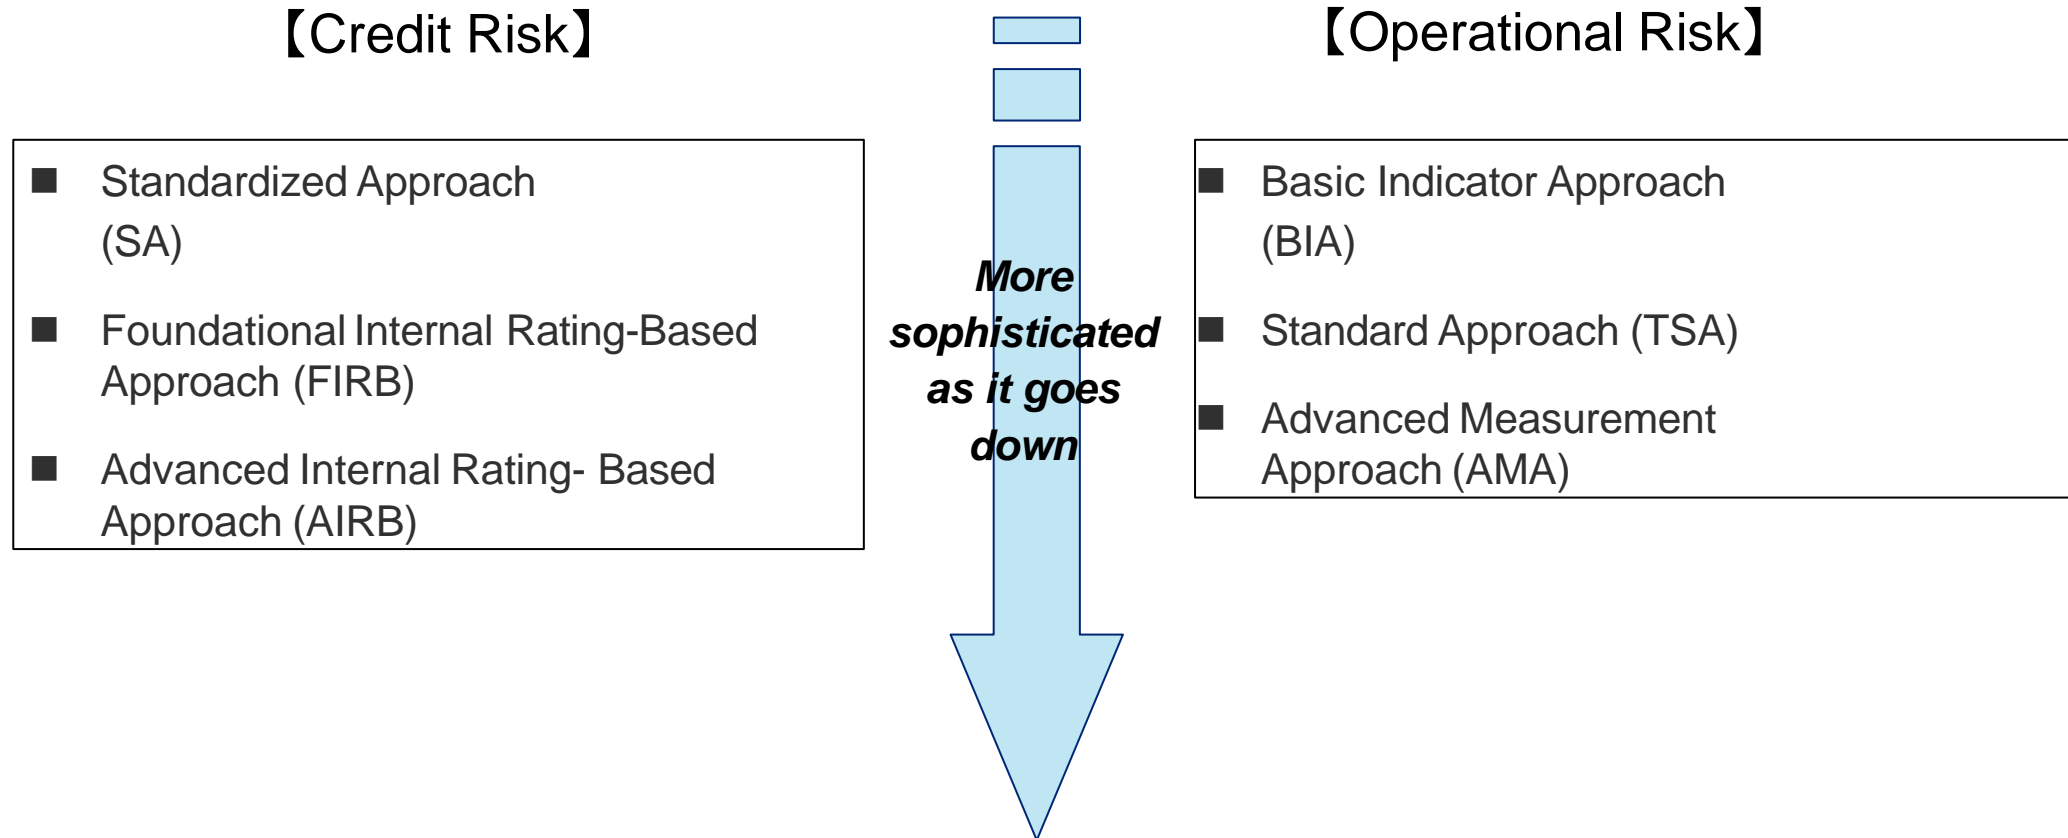 【Credit Risk】
■ Standardized Approach
(SA)
■ Foundational Internal Rating-Based
Approach (FIRB)
■ Advanced Internal Rating- Based
Approach (AIRB)
More
sophisticated
as it goes
down
【Operational Risk】
■ Basic Indicator Approach
(BIA)
■ Standard Approach (TSA)
■ Advanced Measurement
Approach (AMA)